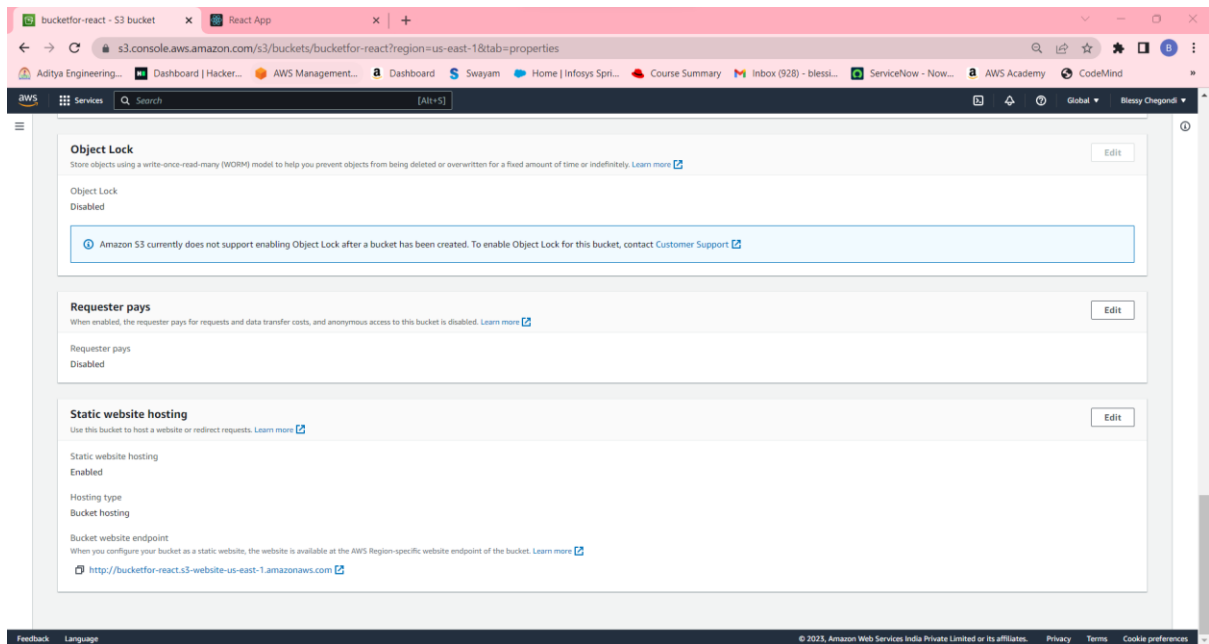 bucketfor-react - S3 bucket
React App
s3.console.aws.amazon.com/s3/buckets/bucketfor-react?region=us-east-1&tab=properties
B
Aditya Engineering...
Dashboard | Hacker...
AWS Management...
Dashboard
Swayam
Home | Infosys Spri...
Course Summary
Inbox (928) - blessi...
ServiceNow - Now...
AWS Academy
CodeMind
aws
Services
Search
[Alt+S]
Global
Blessy Chegondi
Object Lock
Edit
Store objects using a write-once-read-many (WORM) model to help you prevent objects from being deleted or overwritten for a fixed amount of time or indefinitely. Learn more
Object Lock
Disabled
Amazon S3 currently does not support enabling Object Lock after a bucket has been created. To enable Object Lock for this bucket, contact Customer Support
Requester pays
Edit
When enabled, the requester pays for requests and data transfer costs, and anonymous access to this bucket is disabled. Learn more
Requester pays
Disabled
Static website hosting
Edit
Use this bucket to host a website or redirect requests. Learn more
Static website hosting
Enabled
Hosting type
Bucket hosting
Bucket website endpoint
When you configure your bucket as a static website, the website is available at the AWS Region-specific website endpoint of the bucket. Learn more
http://bucketfor-react.s3-website-us-east-1.amazonaws.com
Feedback
Language
© 2023, Amazon Web Services India Private Limited or its affiliates.
Privacy
Terms
Cookie preferences